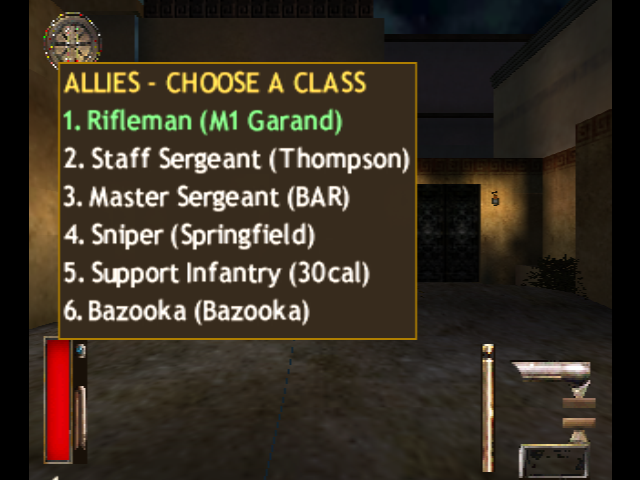 ALLIES - CHOOSE A CLASS
1. Rifleman (M1 Garand)
2. Staff Sergeant (Thompson)
3. Master Sergeant (BAR)
4. Sniper (Springfield)
5. Support Infantry (30cal)
6. Bazooka (Bazooka)